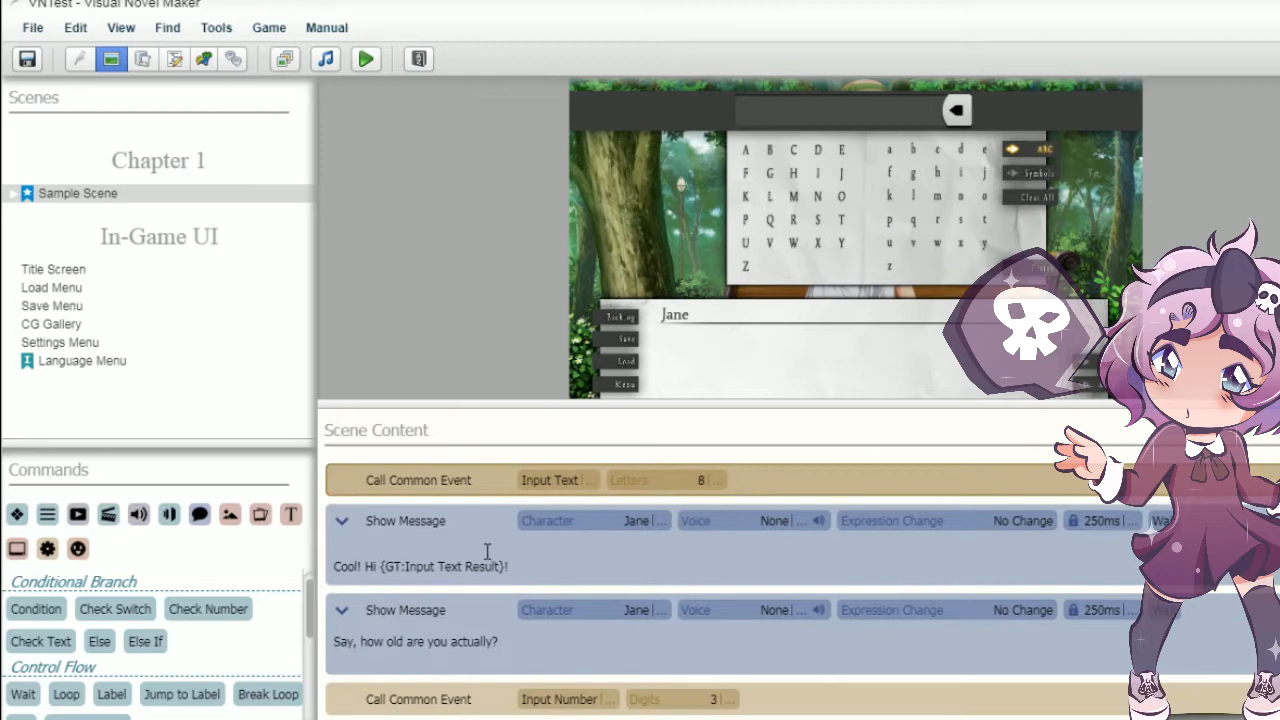 VNTest - Visual Novel Maker
File Edit View Find Tools Game Manual
Scenes
Chapter 1
Sample Scene
In-Game UI
Title Screen
Load Menu
Save Menu
CG Gallery
Settings Menu
Language Menu
Commands
T
Conditional Branch
Condition Check Switch Check Number
Check Text Else Else If
Control Flow
Wait Loop Label Jump to Label Break Loop
A B C D E a b c d e ABC
F G H I J f g h i j Symbols
K L M N O k l m n o Clear All
P Q R S T p q r s t
U V W X Y u v w x y
Z z
Backlog
Save
Load
Menu
Jane
Scene Content
Call Common Event Input Text|... Letters 8|...
Show Message Character Jane|... Voice None|... Expression Change No Change 250ms|... Wa
Cool! Hi {GT:Input Text Result}!
Show Message Character Jane|... Voice None|... Expression Change No Change 250ms|...
Say, how old are you actually?
Call Common Event Input Number|... Digits 3|...